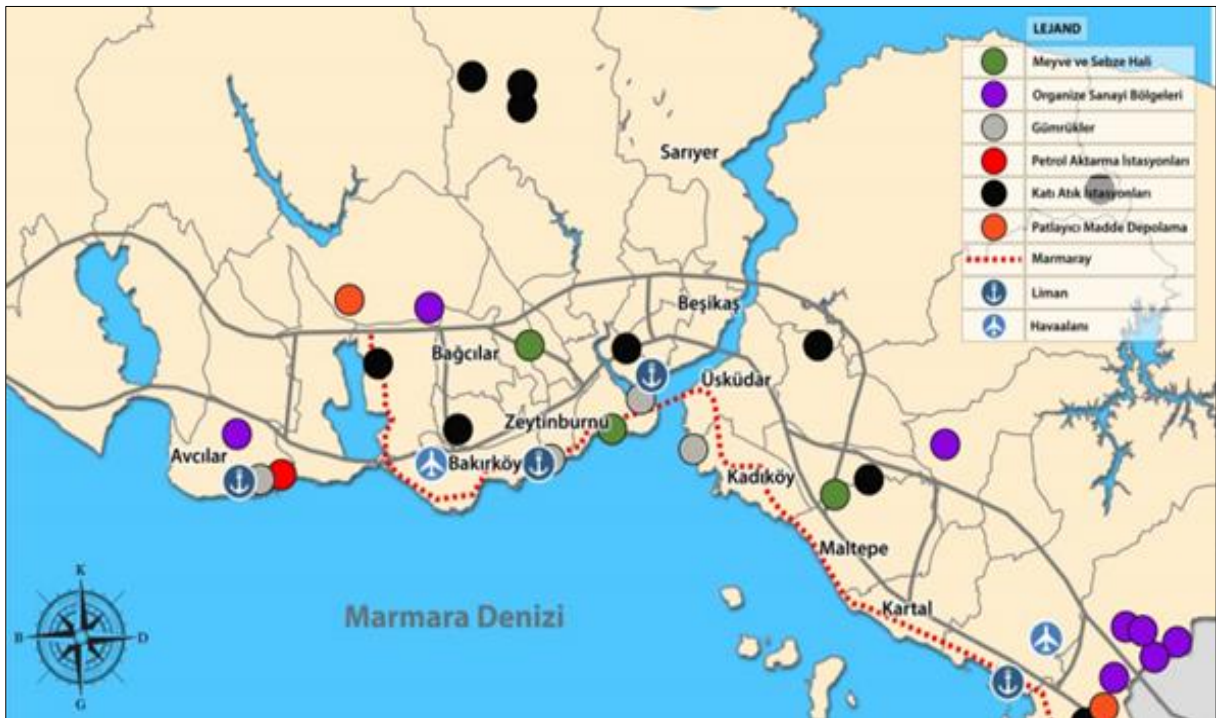 LEJAND
Meyve ve Sebze Hali
Organize Sanayi Bölgeleri
Gümrükler
Petrol Aktarma İstasyonları
Katı Atık İstasyonları
Patlayıcı Madde Depolama
Marmaray
Liman
Havaalanı
Sarıyer
Beşikaş
Bağcılar
Üsküdar
Zeytinburnu
Avcılar
Bakırköy
Kadıköy
Maltepe
Kartal
Marmara Denizi
K
B
D
G